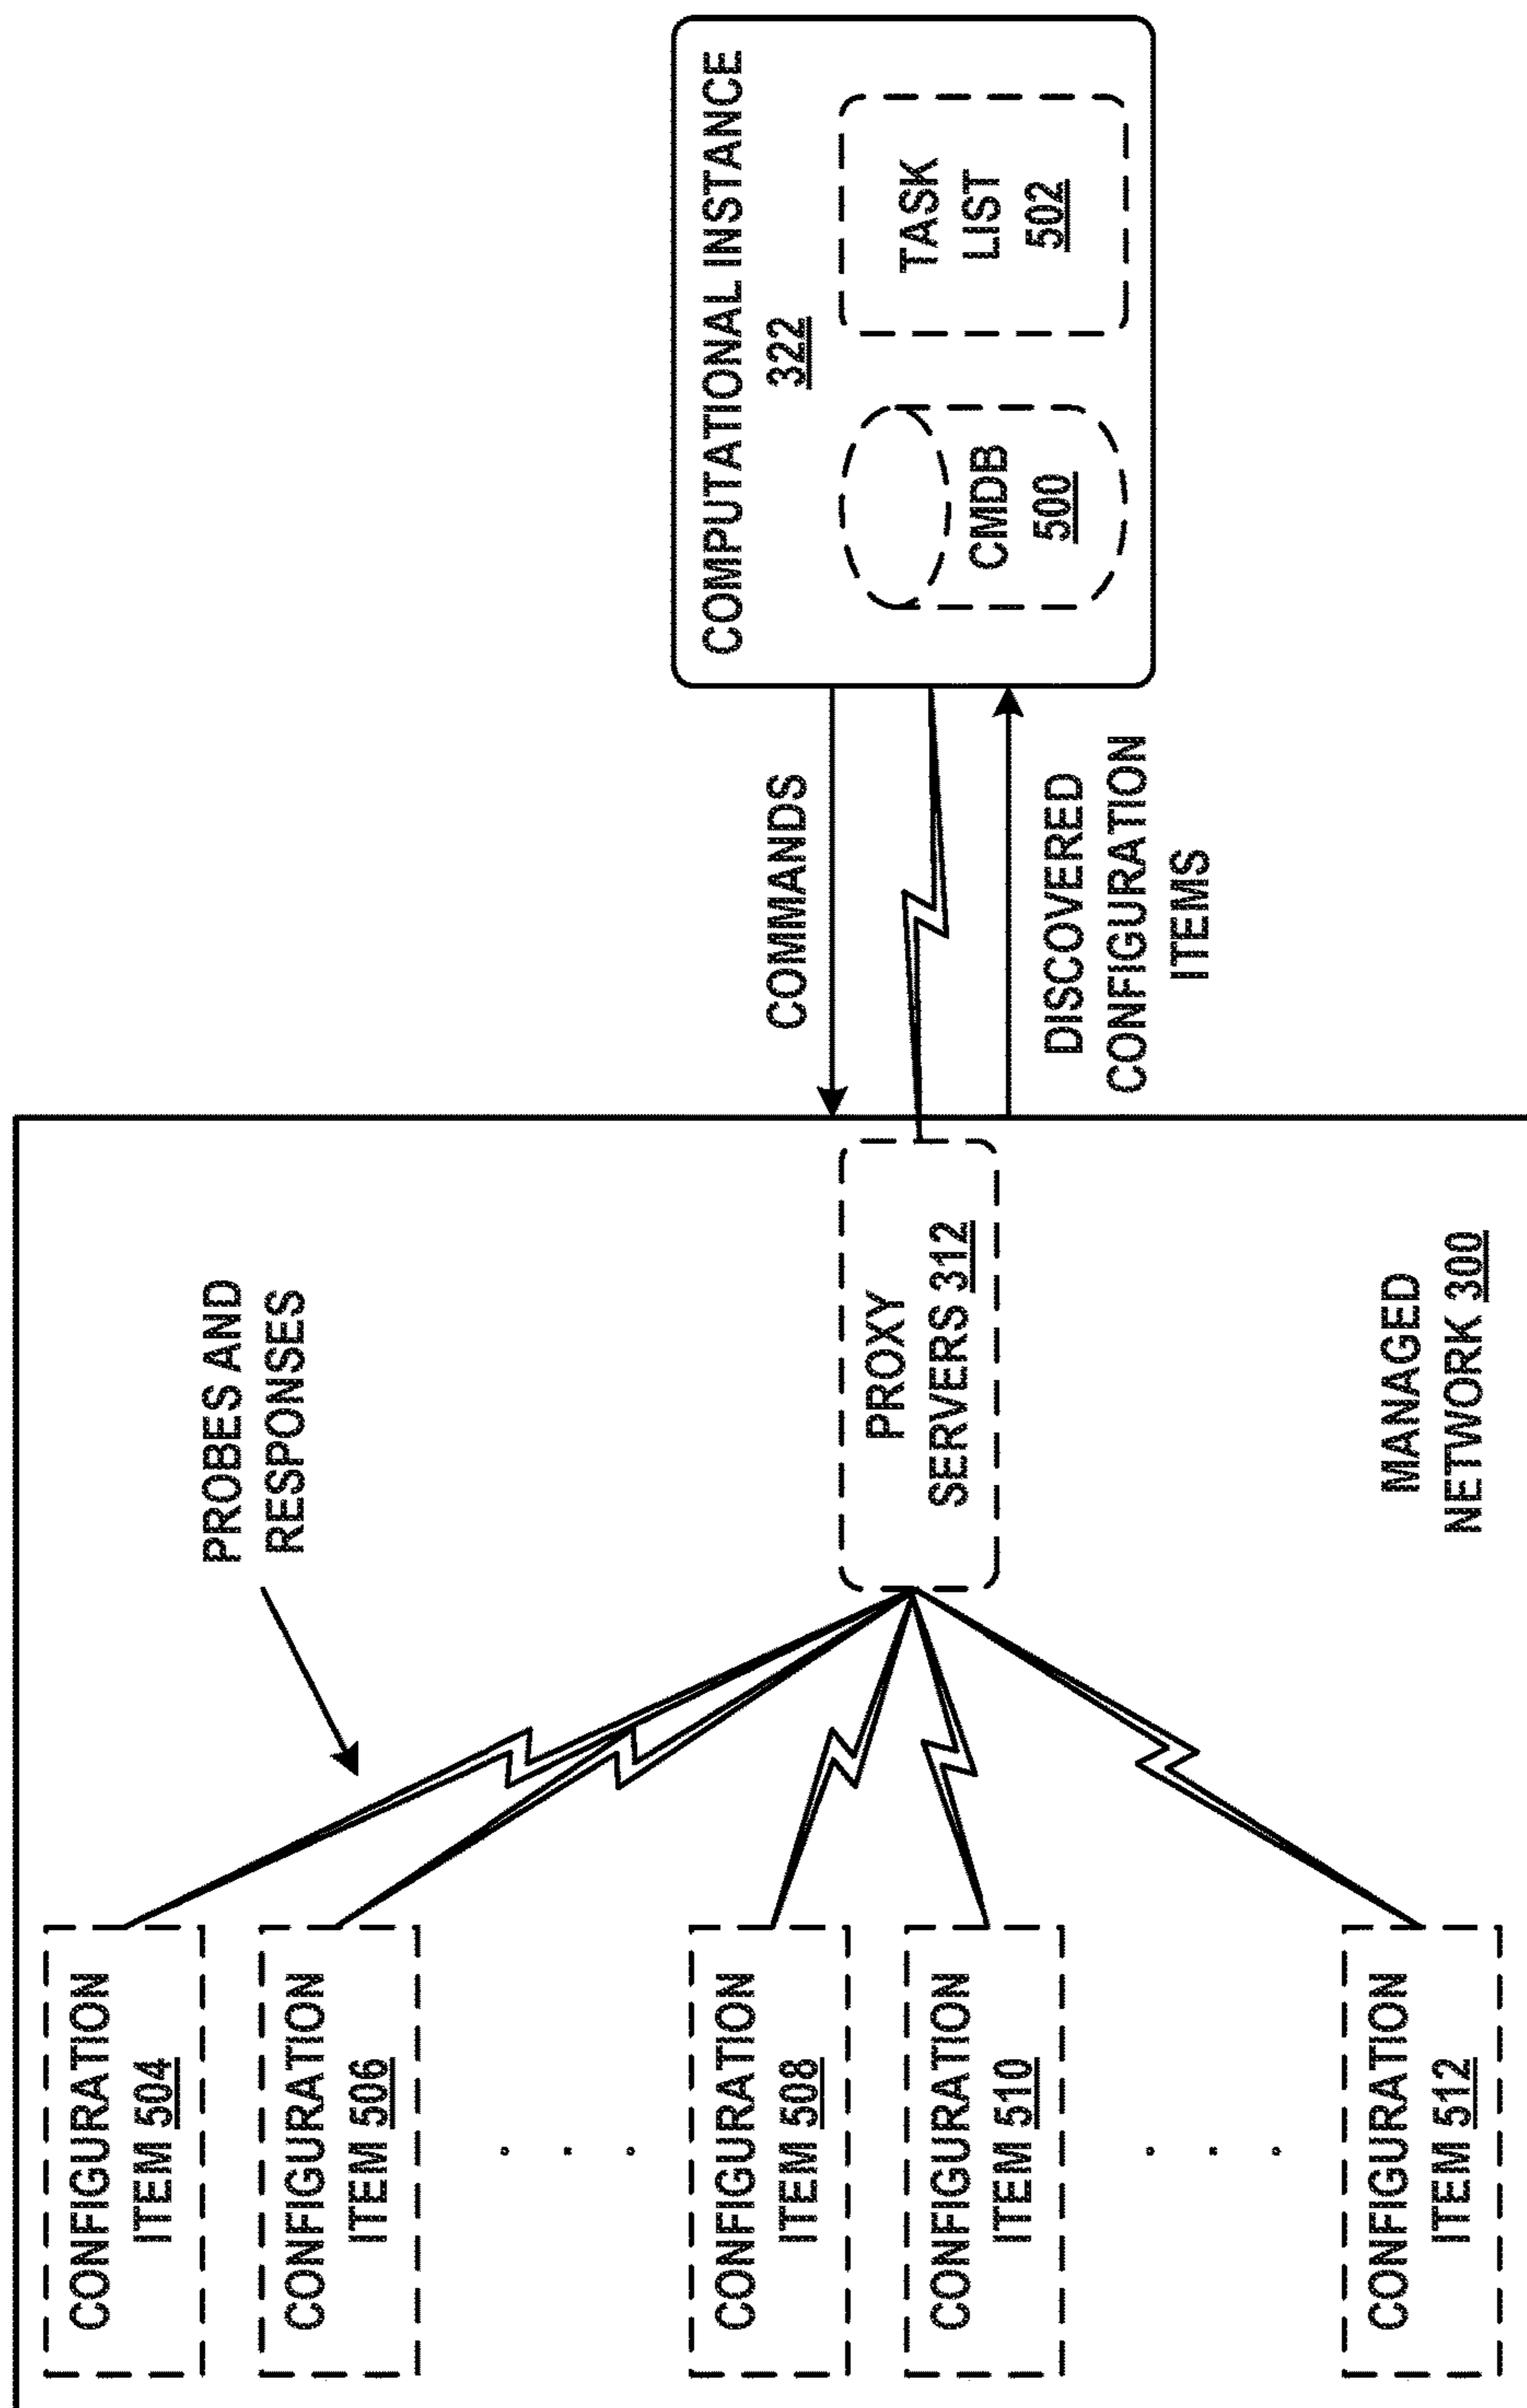 CONFIGURATION
ITEM 504
CONFIGURATION
ITEM 506
. . .
CONFIGURATION
ITEM 508
CONFIGURATION
ITEM 510
. . .
CONFIGURATION
ITEM 512
PROBES AND
RESPONSES
PROXY
SERVERS 312
MANAGED
NETWORK 300
COMMANDS
DISCOVERED
CONFIGURATION
ITEMS
COMPUTATIONAL INSTANCE
322
CMDB
500
TASK
LIST
502